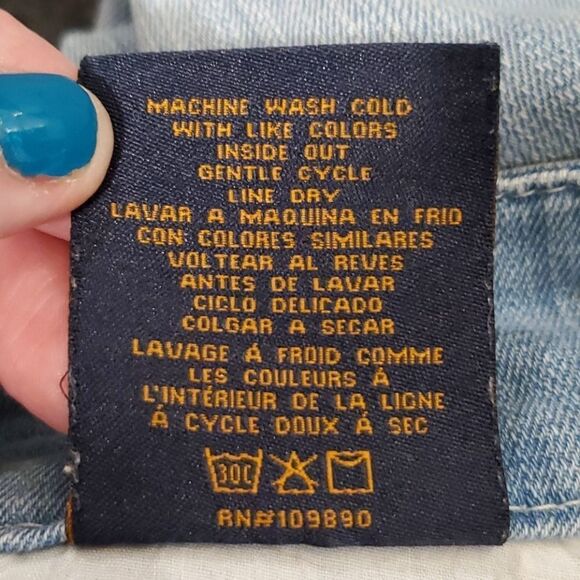 MACHINE WASH COLD
WITH LIKE COLORS
INSIDE OUT
GENTLE CYCLE
LINE DRY
LAVAR A MAQUINA EN FRIO
CON COLORES SIMILARES
VOLTEAR AL REVES
ANTES DE LAVAR
CICLO DELICADO
COLGAR A SECAR
LAVAGE Á FROID COMME
LES COULEURS Á
L'INTÉRIEUR DE LA LIGNE
Á CYCLE DOUX Á SEC
30C
RN#109890